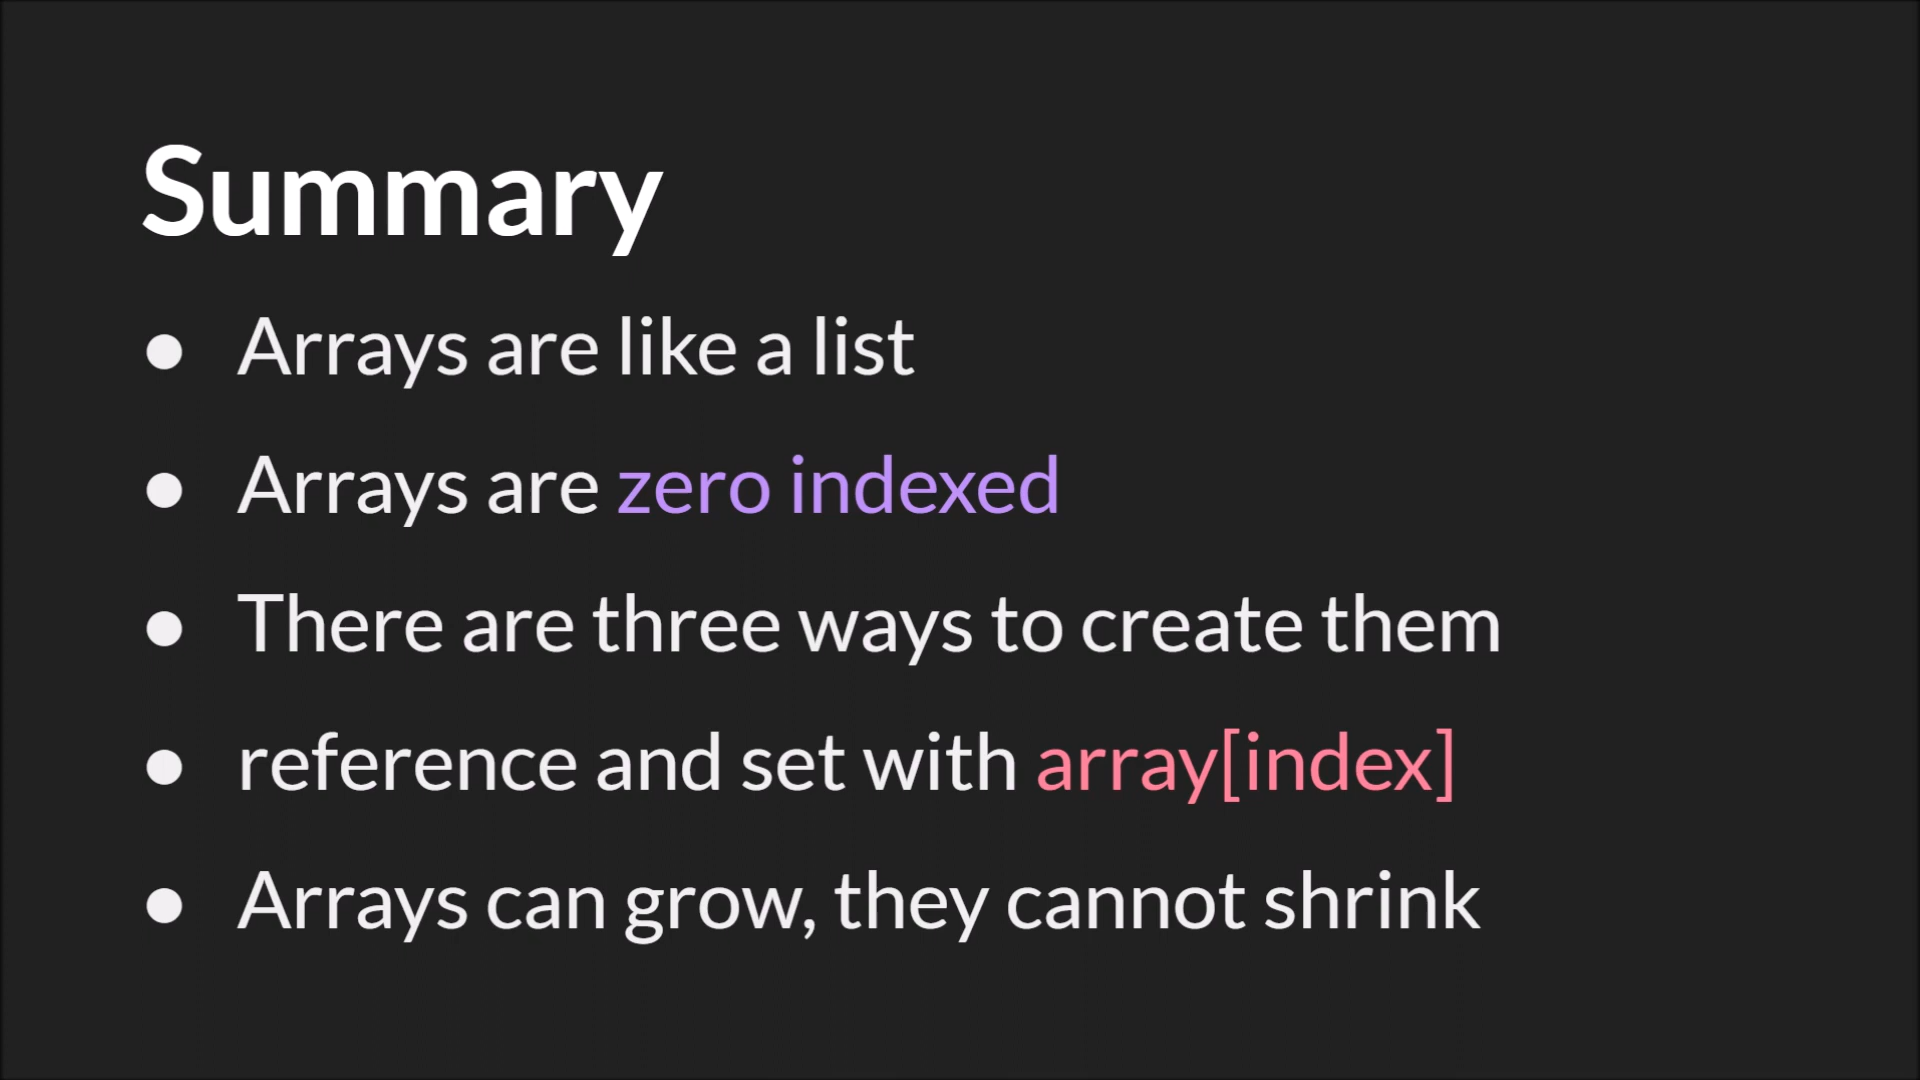 Summary
● Arrays are like a list
● Arrays are zero indexed
● There are three ways to create them
● reference and set with array[index]
● Arrays can grow, they cannot shrink